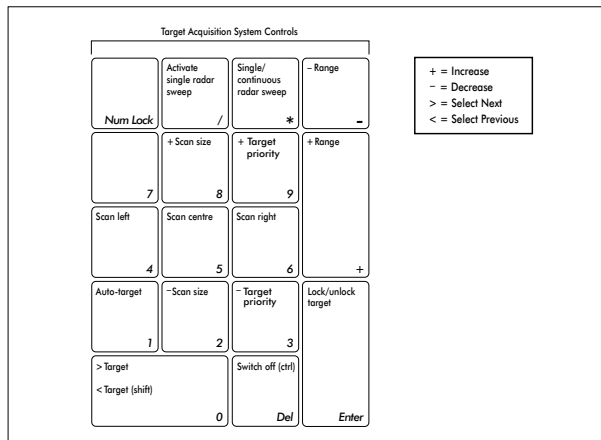 Target Acquisition System Controls
Num Lock
Activate
single radar
sweep
/
Single/
continuous
radar sweep
*
– Range
-
7
+ Scan size
8
+ Target
priority
9
+ Range
+
Scan left
4
Scan centre
5
Scan right
6
Auto-target
1
– Scan size
2
– Target
priority
3
Lock/unlock
target
Enter
> Target
< Target (shift)
0
Switch off (ctrl)
Del
+ = Increase
– = Decrease
> = Select Next
< = Select Previous